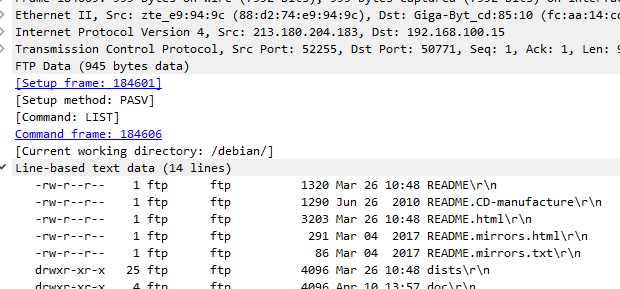 Ethernet II, Src: zte_e9:94:9c (88:d2:74:e9:94:9c), Dst: Giga-Byt_cd:85:10 (fc:aa:14:cd
Internet Protocol Version 4, Src: 213.180.204.183, Dst: 192.168.100.15
Transmission Control Protocol, Src Port: 52255, Dst Port: 50771, Seq: 1, Ack: 1, Len: 9
FTP Data (945 bytes data)
[Setup frame: 184601]
[Setup method: PASV]
[Command: LIST]
Command frame: 184606
[Current working directory: /debian/]
Line-based text data (14 lines)
-rw-r--r-- 1 ftp ftp 1320 Mar 26 10:48 README\r\n
-rw-r--r-- 1 ftp ftp 1290 Jun 26 2010 README.CD-manufacture\r\n
-rw-r--r-- 1 ftp ftp 3203 Mar 26 10:48 README.html\r\n
-rw-r--r-- 1 ftp ftp 291 Mar 04 2017 README.mirrors.html\r\n
-rw-r--r-- 1 ftp ftp 86 Mar 04 2017 README.mirrors.txt\r\n
drwxr-xr-x 25 ftp ftp 4096 Mar 26 10:48 dists\r\n
drwxr-xr-x 4 ftp ftp 4096 Apr 10 13:57 doc\r\n